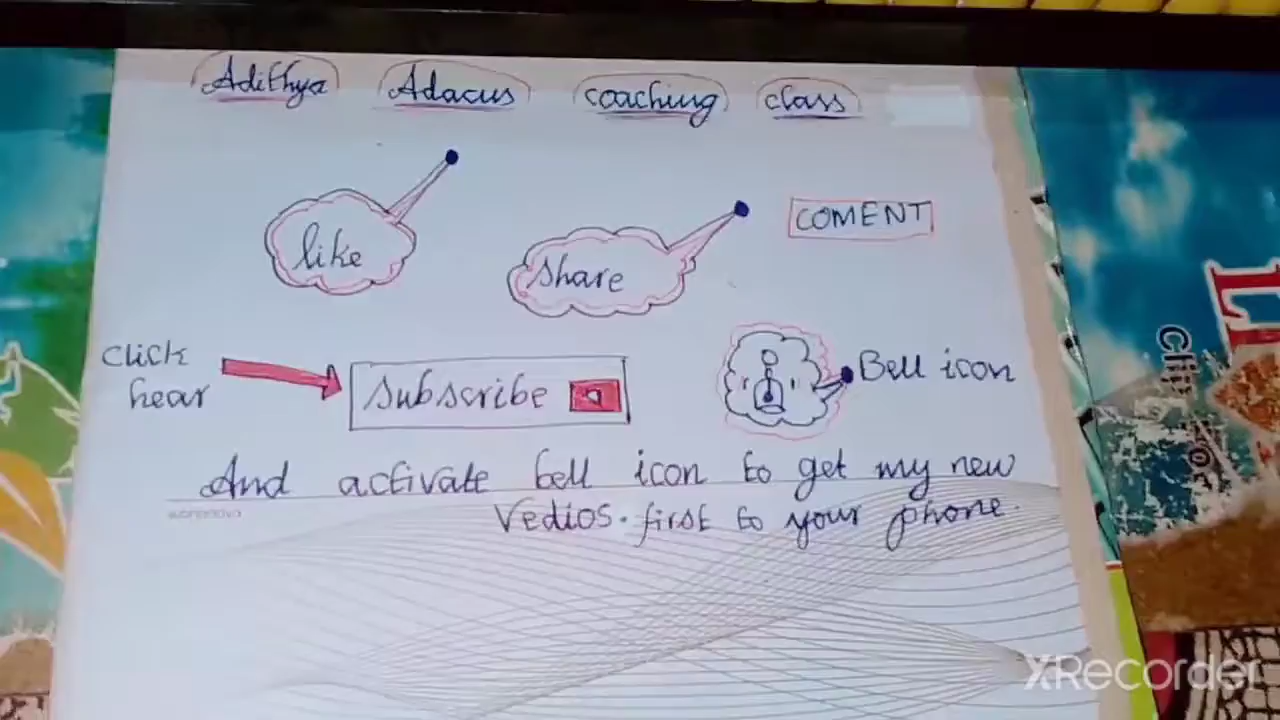 Adithya Adacus coaching class
like
share
COMENT
click
hear
subscribe
Bell icon
And activate bell icon to get my new
Vedios. first to your phone.
XRecorder